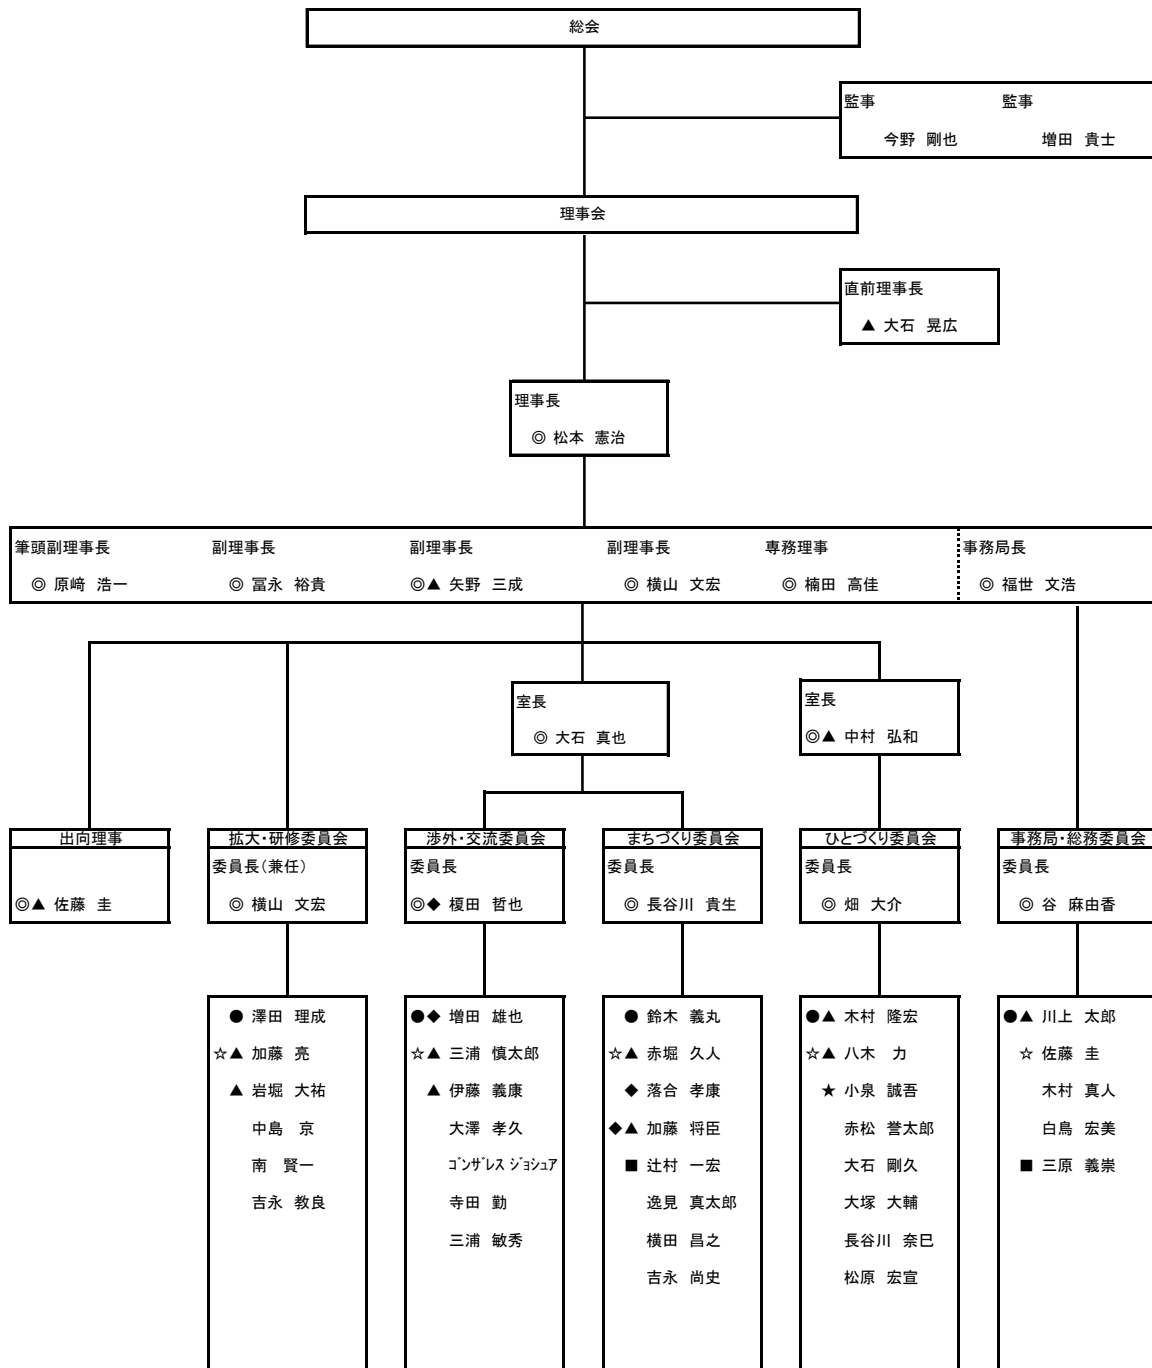 総会
監事 監事
今野 剛也 増田 貴士
理事会
直前理事長
▲ 大石 晃広
理事長
◎ 松本 憲治
筆頭副理事長 副理事長 副理事長 副理事長 専務理事 事務局長
◎ 原﨑 浩一 ◎ 冨永 裕貴 ◎▲ 矢野 三成 ◎ 横山 文宏 ◎ 楠田 高佳 ◎ 福世 文浩
室長 室長
◎ 大石 真也 ◎▲ 中村 弘和
出向理事 拡大・研修委員会 渉外・交流委員会 まちづくり委員会 ひとづくり委員会 事務局・総務委員会
委員長(兼任) 委員長 委員長 委員長 委員長
◎▲ 佐藤 圭 ◎ 横山 文宏 ◎◆ 榎田 哲也 ◎ 長谷川 貴生 ◎ 畑 大介 ◎ 谷 麻由香
● 澤田 理成 ●◆ 増田 雄也 ● 鈴木 義丸 ●▲ 木村 隆宏 ●▲ 川上 太郎
☆▲ 加藤 亮 ☆▲ 三浦 慎太郎 ☆▲ 赤堀 久人 ☆▲ 八木 力 ☆ 佐藤 圭
▲ 岩堀 大祐 ▲ 伊藤 義康 ◆ 落合 孝康 ★ 小泉 誠吾 木村 真人
中島 京 大澤 孝久 ◆▲ 加藤 将臣 赤松 誉太郎 白鳥 宏美
南 賢一 ｺﾞﾝｻﾞﾚｽ ｼﾞｮｼｭｱ ■ 辻村 一宏 大石 剛久 ■ 三原 義崇
吉永 教良 寺田 勤 逸見 真太郎 大塚 大輔
三浦 敏秀 横田 昌之 長谷川 奈巳
吉永 尚史 松原 宏宣